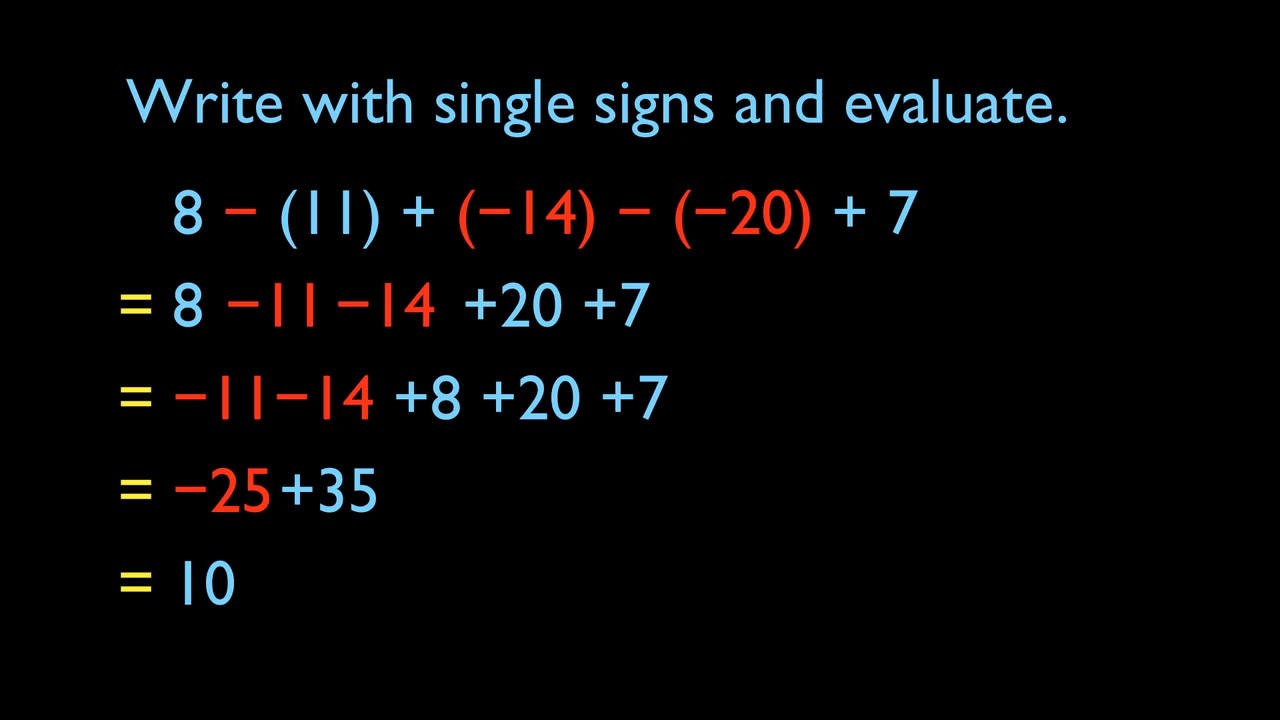 Write with single signs and evaluate.
8 − (11) + (−14) − (−20) + 7
= 8 −11 −14 +20 +7
= −11−14 +8 +20 +7
= −25+35
= 10